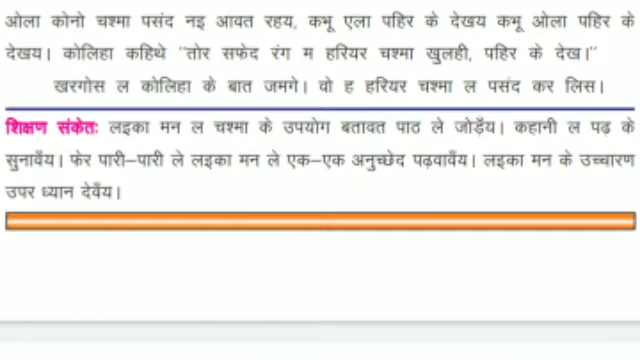 ओला कोनो चश्मा पसंद नइ आवत रहय, कभू एला पहिर के देखय कभू ओला पहिर के
देखय। कोलिहा कहिथे "तोर सफेद रंग म हरियर चश्मा खुलही, पहिर के देख।"
खरगोस ल कोलिहा के बात जमगे। वो ह हरियर चश्मा ल पसंद कर लिस।
शिक्षण संकेतः लइका मन ल चश्मा के उपयोग बतावत पाठ ले जोड़ँय। कहानी ल पढ़ के
सुनावँय। फेर पारी–पारी ले लइका मन ले एक–एक अनुच्छेद पढ़वावँय। लइका मन के उच्चारण
उपर ध्यान देवँय।